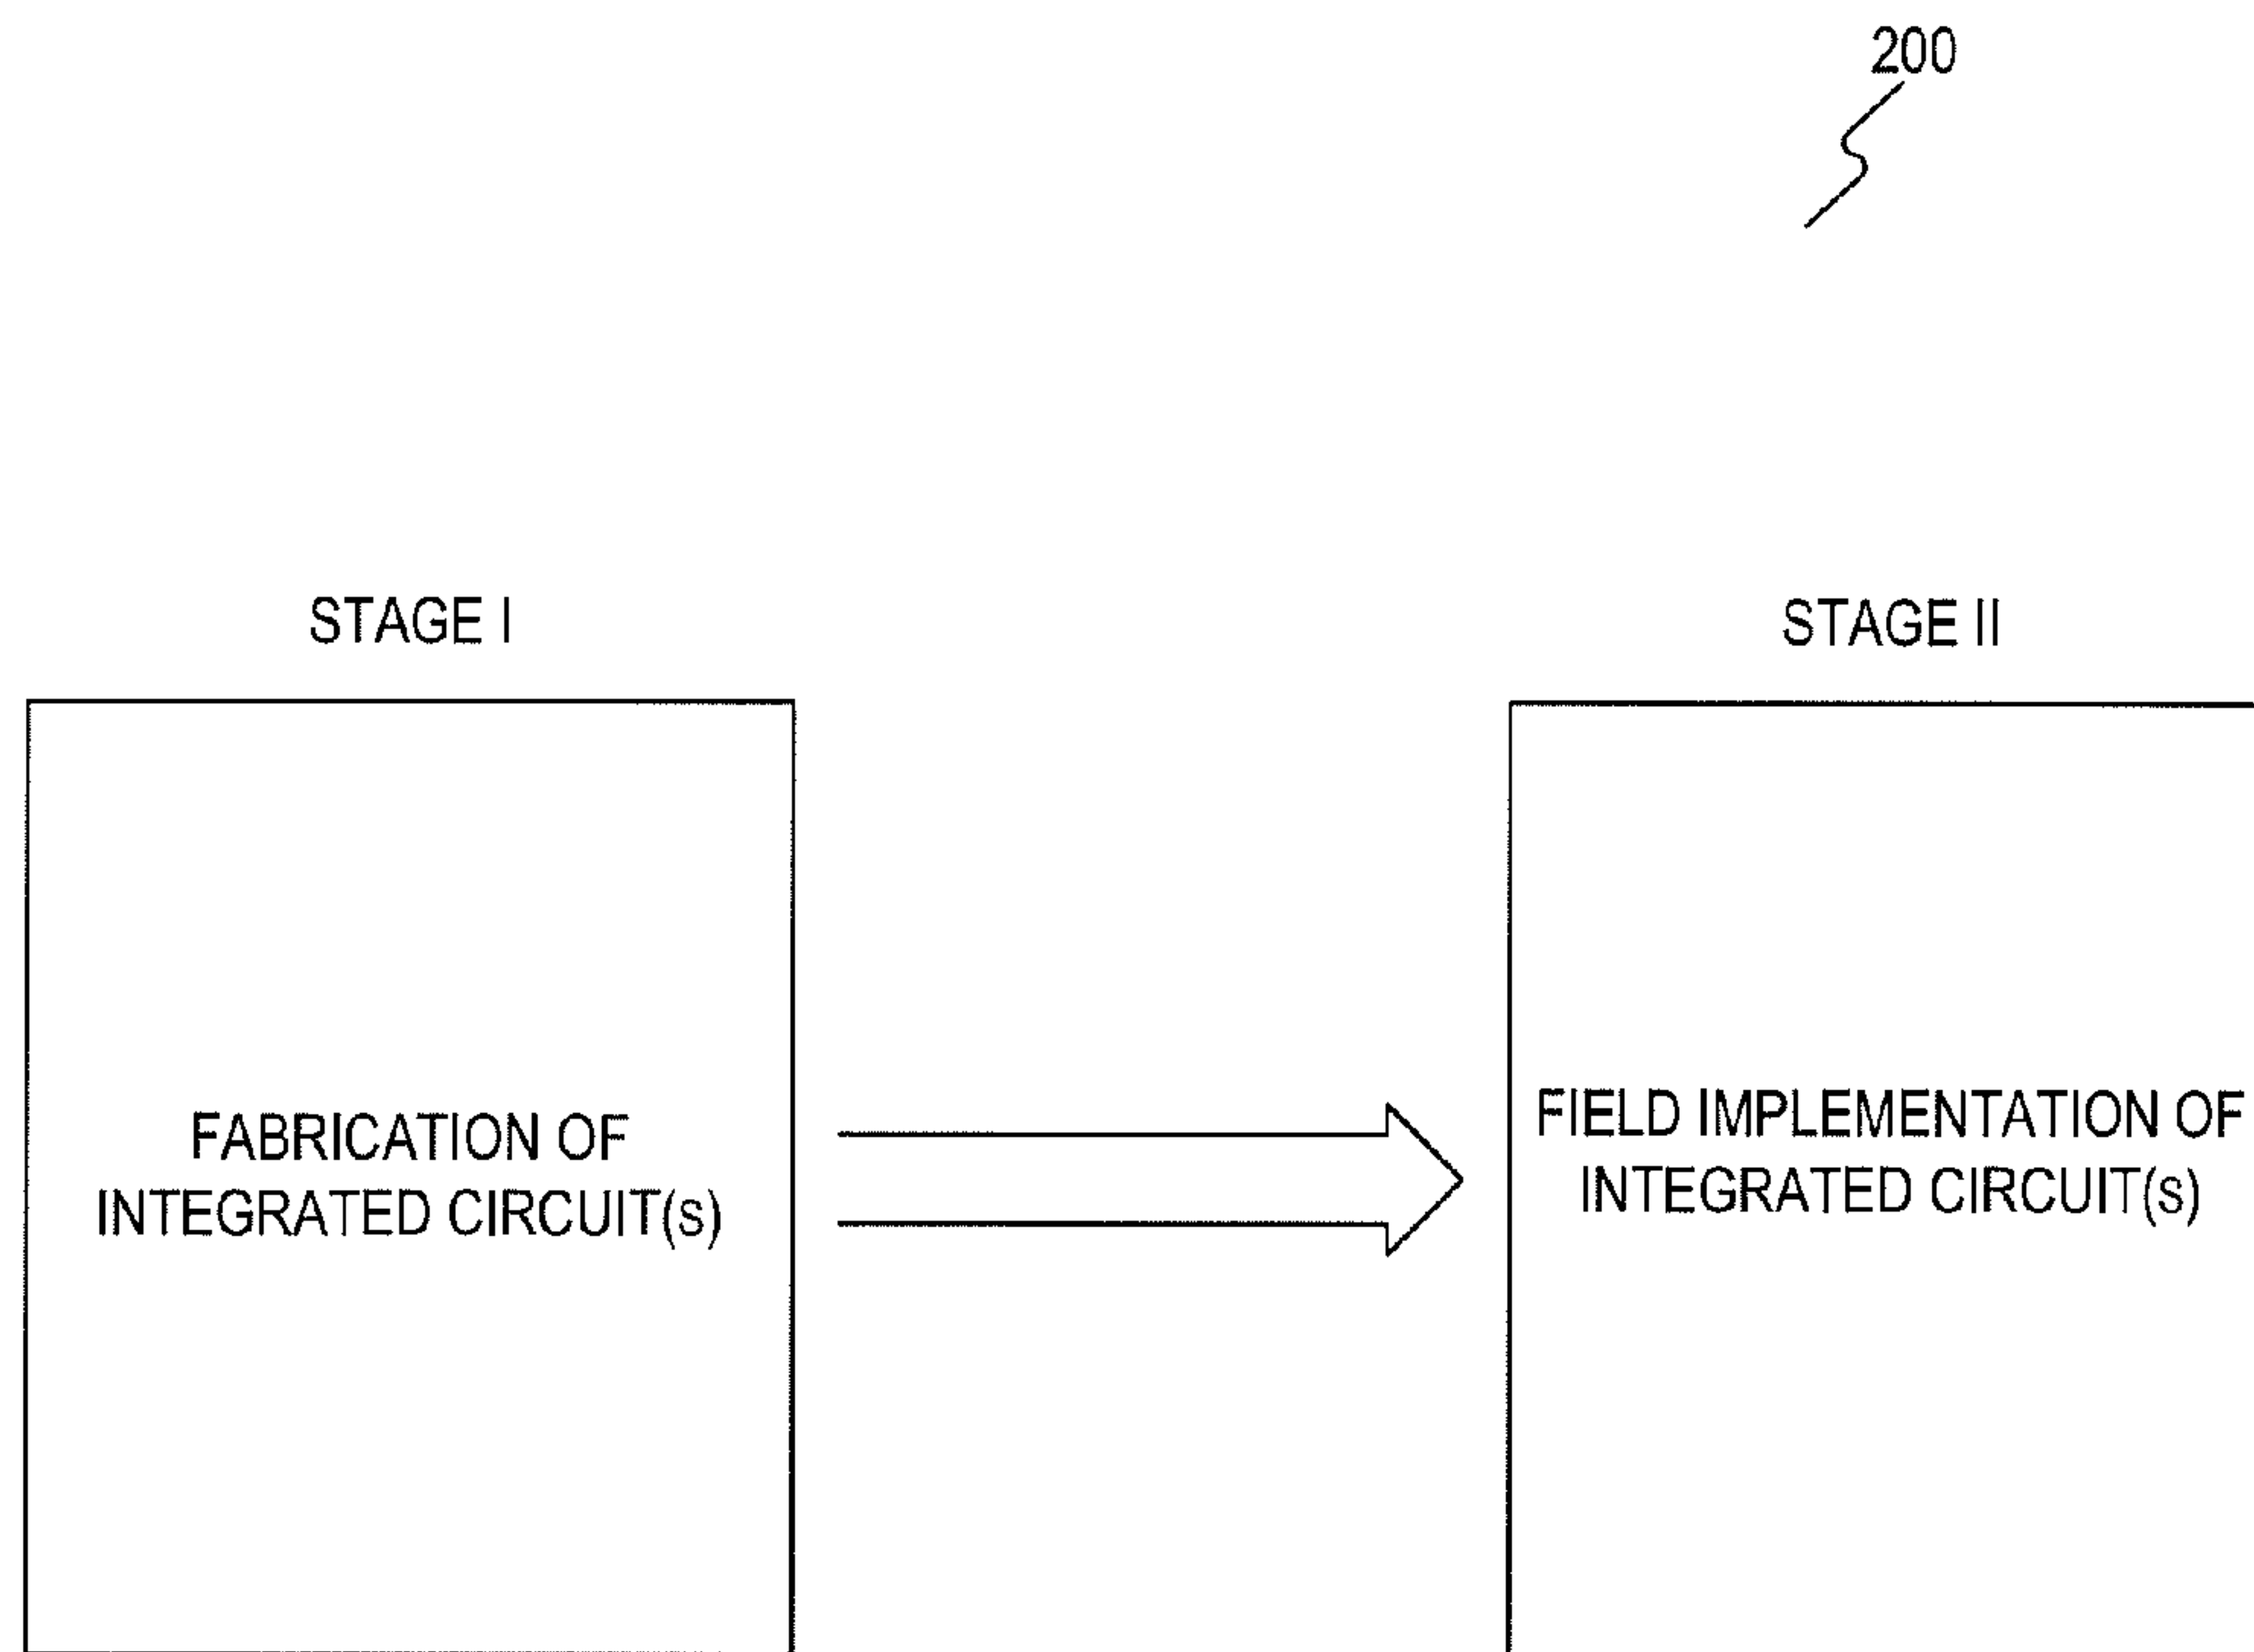 200
STAGE I
STAGE II
FABRICATION OF
INTEGRATED CIRCUIT(s)
FIELD IMPLEMENTATION OF
INTEGRATED CIRCUIT(s)